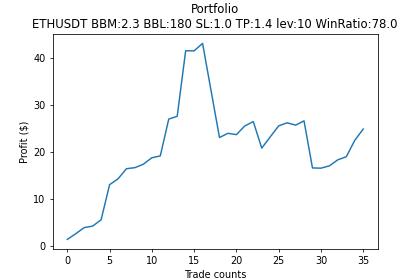 Portfolio
ETHUSDT BBM:2.3 BBL:180 SL:1.0 TP:1.4 lev:10 WinRatio:78.0
Profit ($)
40
30
20
10
0
0 5 10 15 20 25 30 35
Trade counts